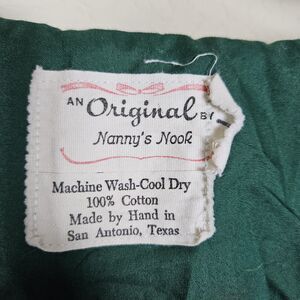 AN Original BY
Nanny's Nook
Machine Wash-Cool Dry
100% Cotton
Made by Hand in
San Antonio, Texas